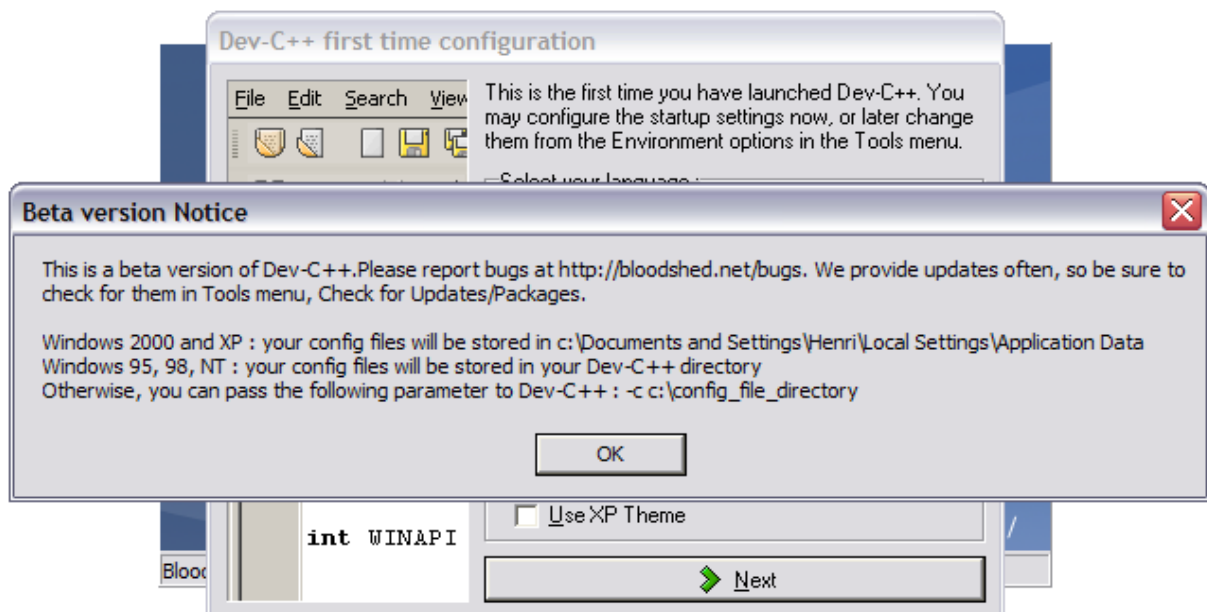 Dev-C++ first time configuration
File Edit Search View
This is the first time you have launched Dev-C++. You
may configure the startup settings now, or later change
them from the Environment options in the Tools menu.
Select your language :
Beta version Notice
This is a beta version of Dev-C++.Please report bugs at http://bloodshed.net/bugs. We provide updates often, so be sure to
check for them in Tools menu, Check for Updates/Packages.
Windows 2000 and XP : your config files will be stored in c:\Documents and Settings\Henri\Local Settings\Application Data
Windows 95, 98, NT : your config files will be stored in your Dev-C++ directory
Otherwise, you can pass the following parameter to Dev-C++ : -c c:\config_file_directory
OK
Use XP Theme
int WINAPI
/
Blood
Next